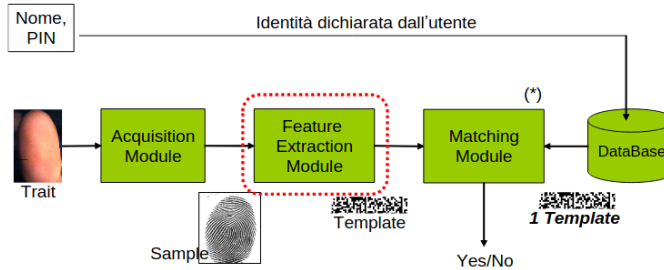 Nome,
PIN
Identità dichiarata dall'utente
(*)
Acquisition
Module
Feature
Extraction
Module
Matching
Module
DataBase
Trait
Sample
Template
1 Template
Yes/No